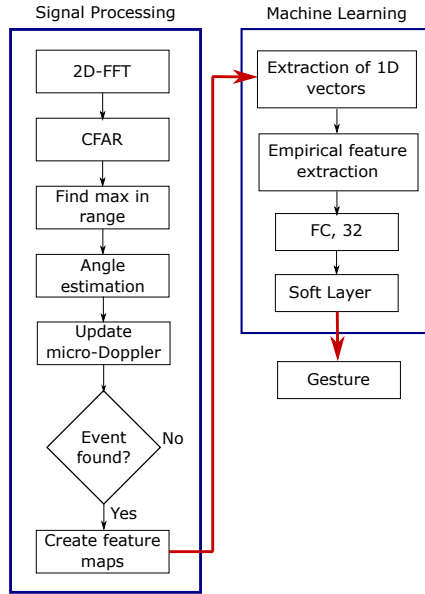 Signal Processing
2D-FFT
CFAR
Find max in
range
Angle
estimation
Update
micro-Doppler
Event
found?
No
Yes
Create feature
maps
Machine Learning
Extraction of 1D
vectors
Empirical feature
extraction
FC, 32
Soft Layer
Gesture